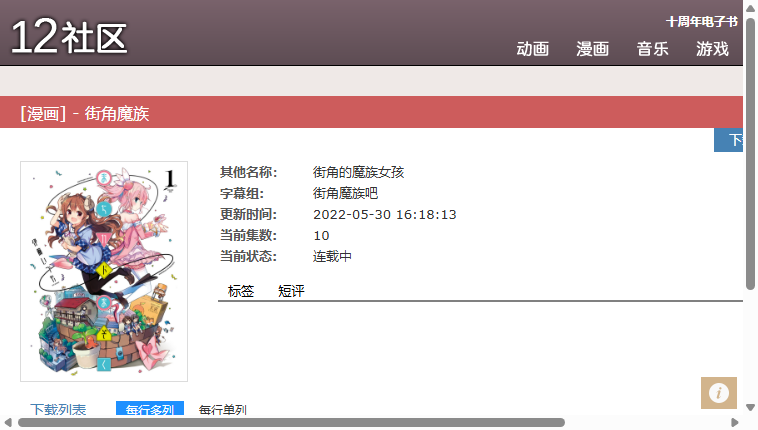 12社区
十周年电子书
动画 漫画 音乐 游戏
[漫画] - 街角魔族
下载
1
其他名称： 街角的魔族女孩
字幕组： 街角魔族吧
更新时间： 2022-05-30 16:18:13
当前集数： 10
当前状态： 连载中
标签 短评
下载列表 每行多列 每行单列